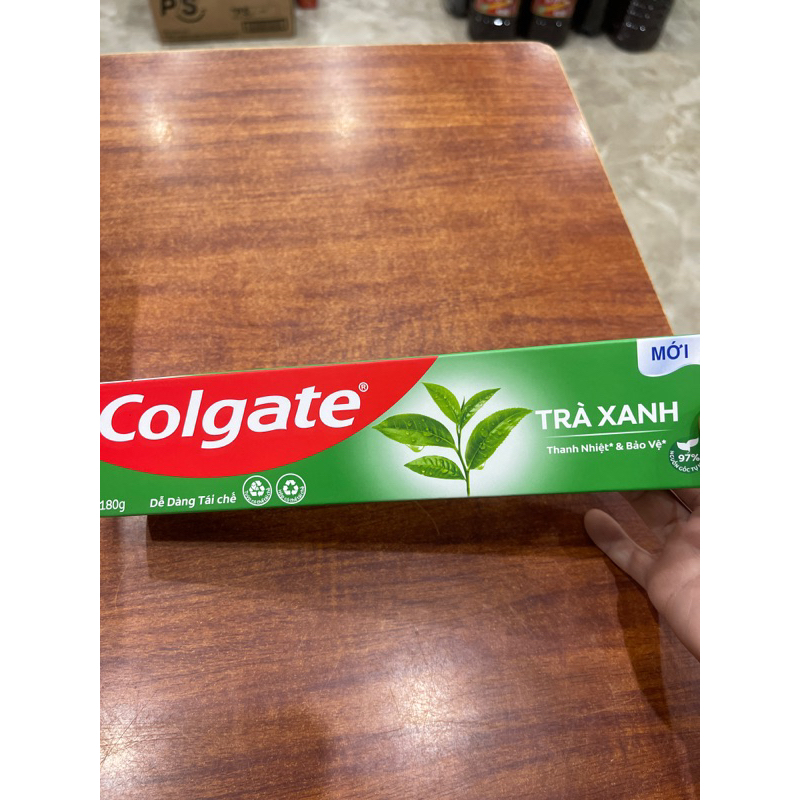 P/S
MỚI
Colgate®
TRÀ XANH
Thanh Nhiệt* & Bảo Vệ*
97%
180g
Dễ Dàng Tái chế